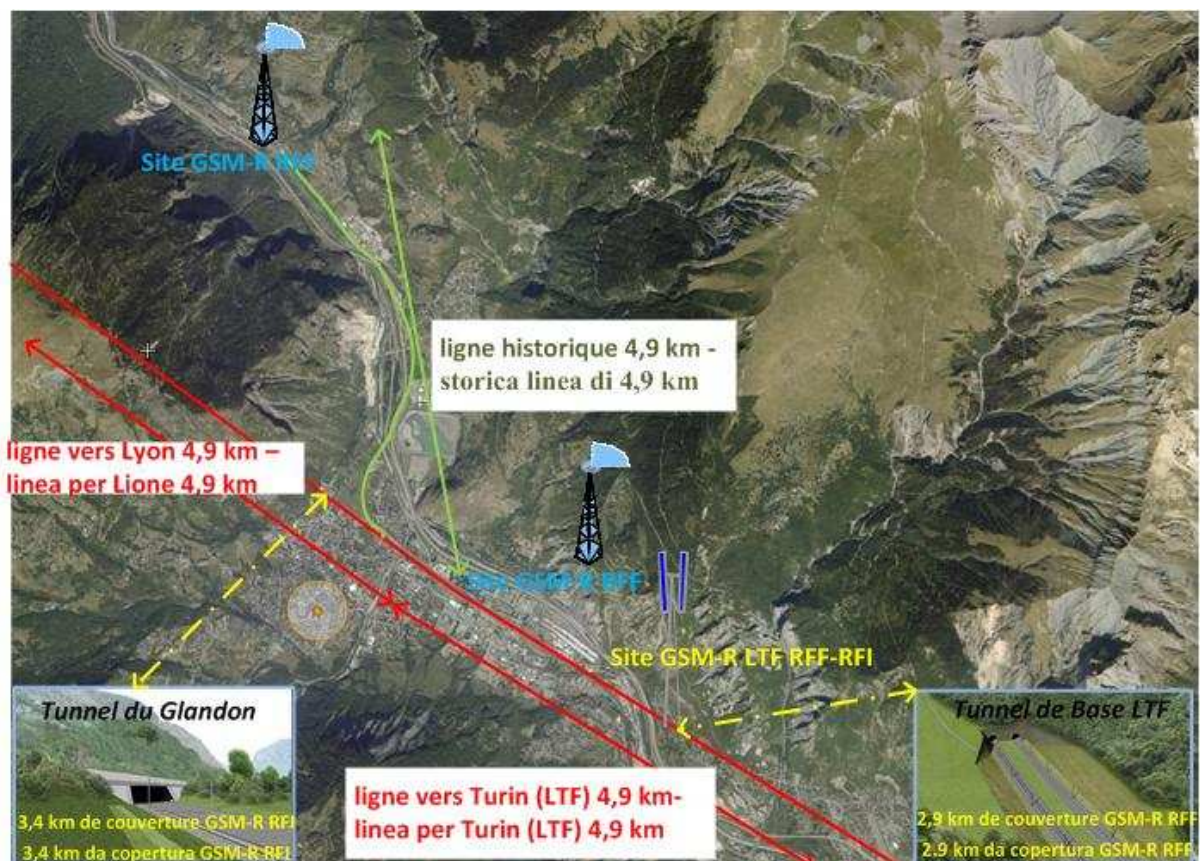 Site GSM-R
ligne historique 4,9 km -
storica linea di 4,9 km
ligne vers Lyon 4,9 km –
linea per Lione 4,9 km
Site GSM-R RFF
Site GSM-R LTF RFF-RFI
Tunnel du Glandon
3,4 km de couverture GSM-R RFI
3,4 km da copertura GSM-R RFI
ligne vers Turin (LTF) 4,9 km-
linea per Turin (LTF) 4,9 km
Tunnel de Base LTF
2,9 km de couverture GSM-R RFF
2.9 km da copertura GSM-R RFF